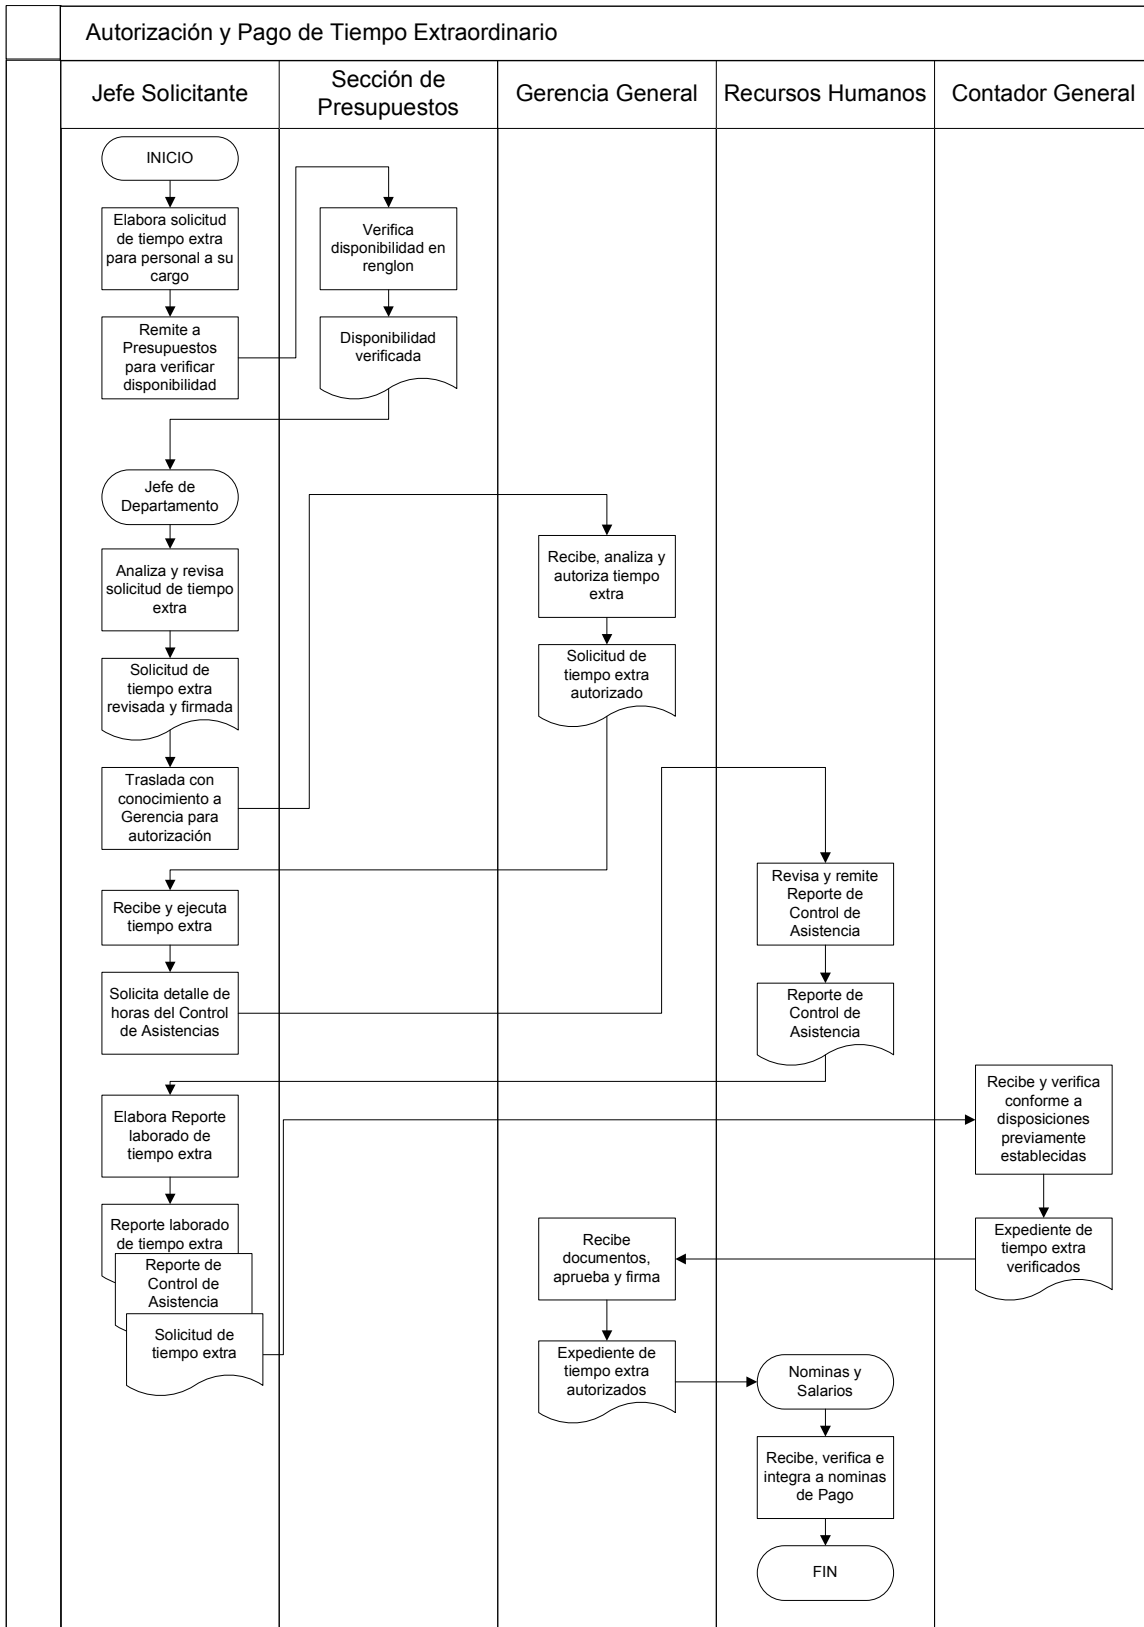 Autorización y Pago de Tiempo Extraordinario
Jefe Solicitante
Sección de
Presupuestos
Gerencia General
Recursos Humanos
Contador General
INICIO
Elabora solicitud
de tiempo extra
para personal a su
cargo
Remite a
Presupuestos
para verificar
disponibilidad
Verifica
disponibilidad en
renglon
Disponibilidad
verificada
Jefe de
Departamento
Analiza y revisa
solicitud de tiempo
extra
Solicitud de
tiempo extra
revisada y firmada
Traslada con
conocimiento a
Gerencia para
autorización
Recibe, analiza y
autoriza tiempo
extra
Solicitud de
tiempo extra
autorizado
Recibe y ejecuta
tiempo extra
Solicita detalle de
horas del Control
de Asistencias
Revisa y remite
Reporte de
Control de
Asistencia
Reporte de
Control de
Asistencia
Elabora Reporte
laborado de
tiempo extra
Reporte laborado
de tiempo extra
Reporte de
Control de
Asistencia
Solicitud de
tiempo extra
Recibe y verifica
conforme a
disposiciones
previamente
establecidas
Expediente de
tiempo extra
verificados
Recibe
documentos,
aprueba y firma
Expediente de
tiempo extra
autorizados
Nominas y
Salarios
Recibe, verifica e
integra a nominas
de Pago
FIN